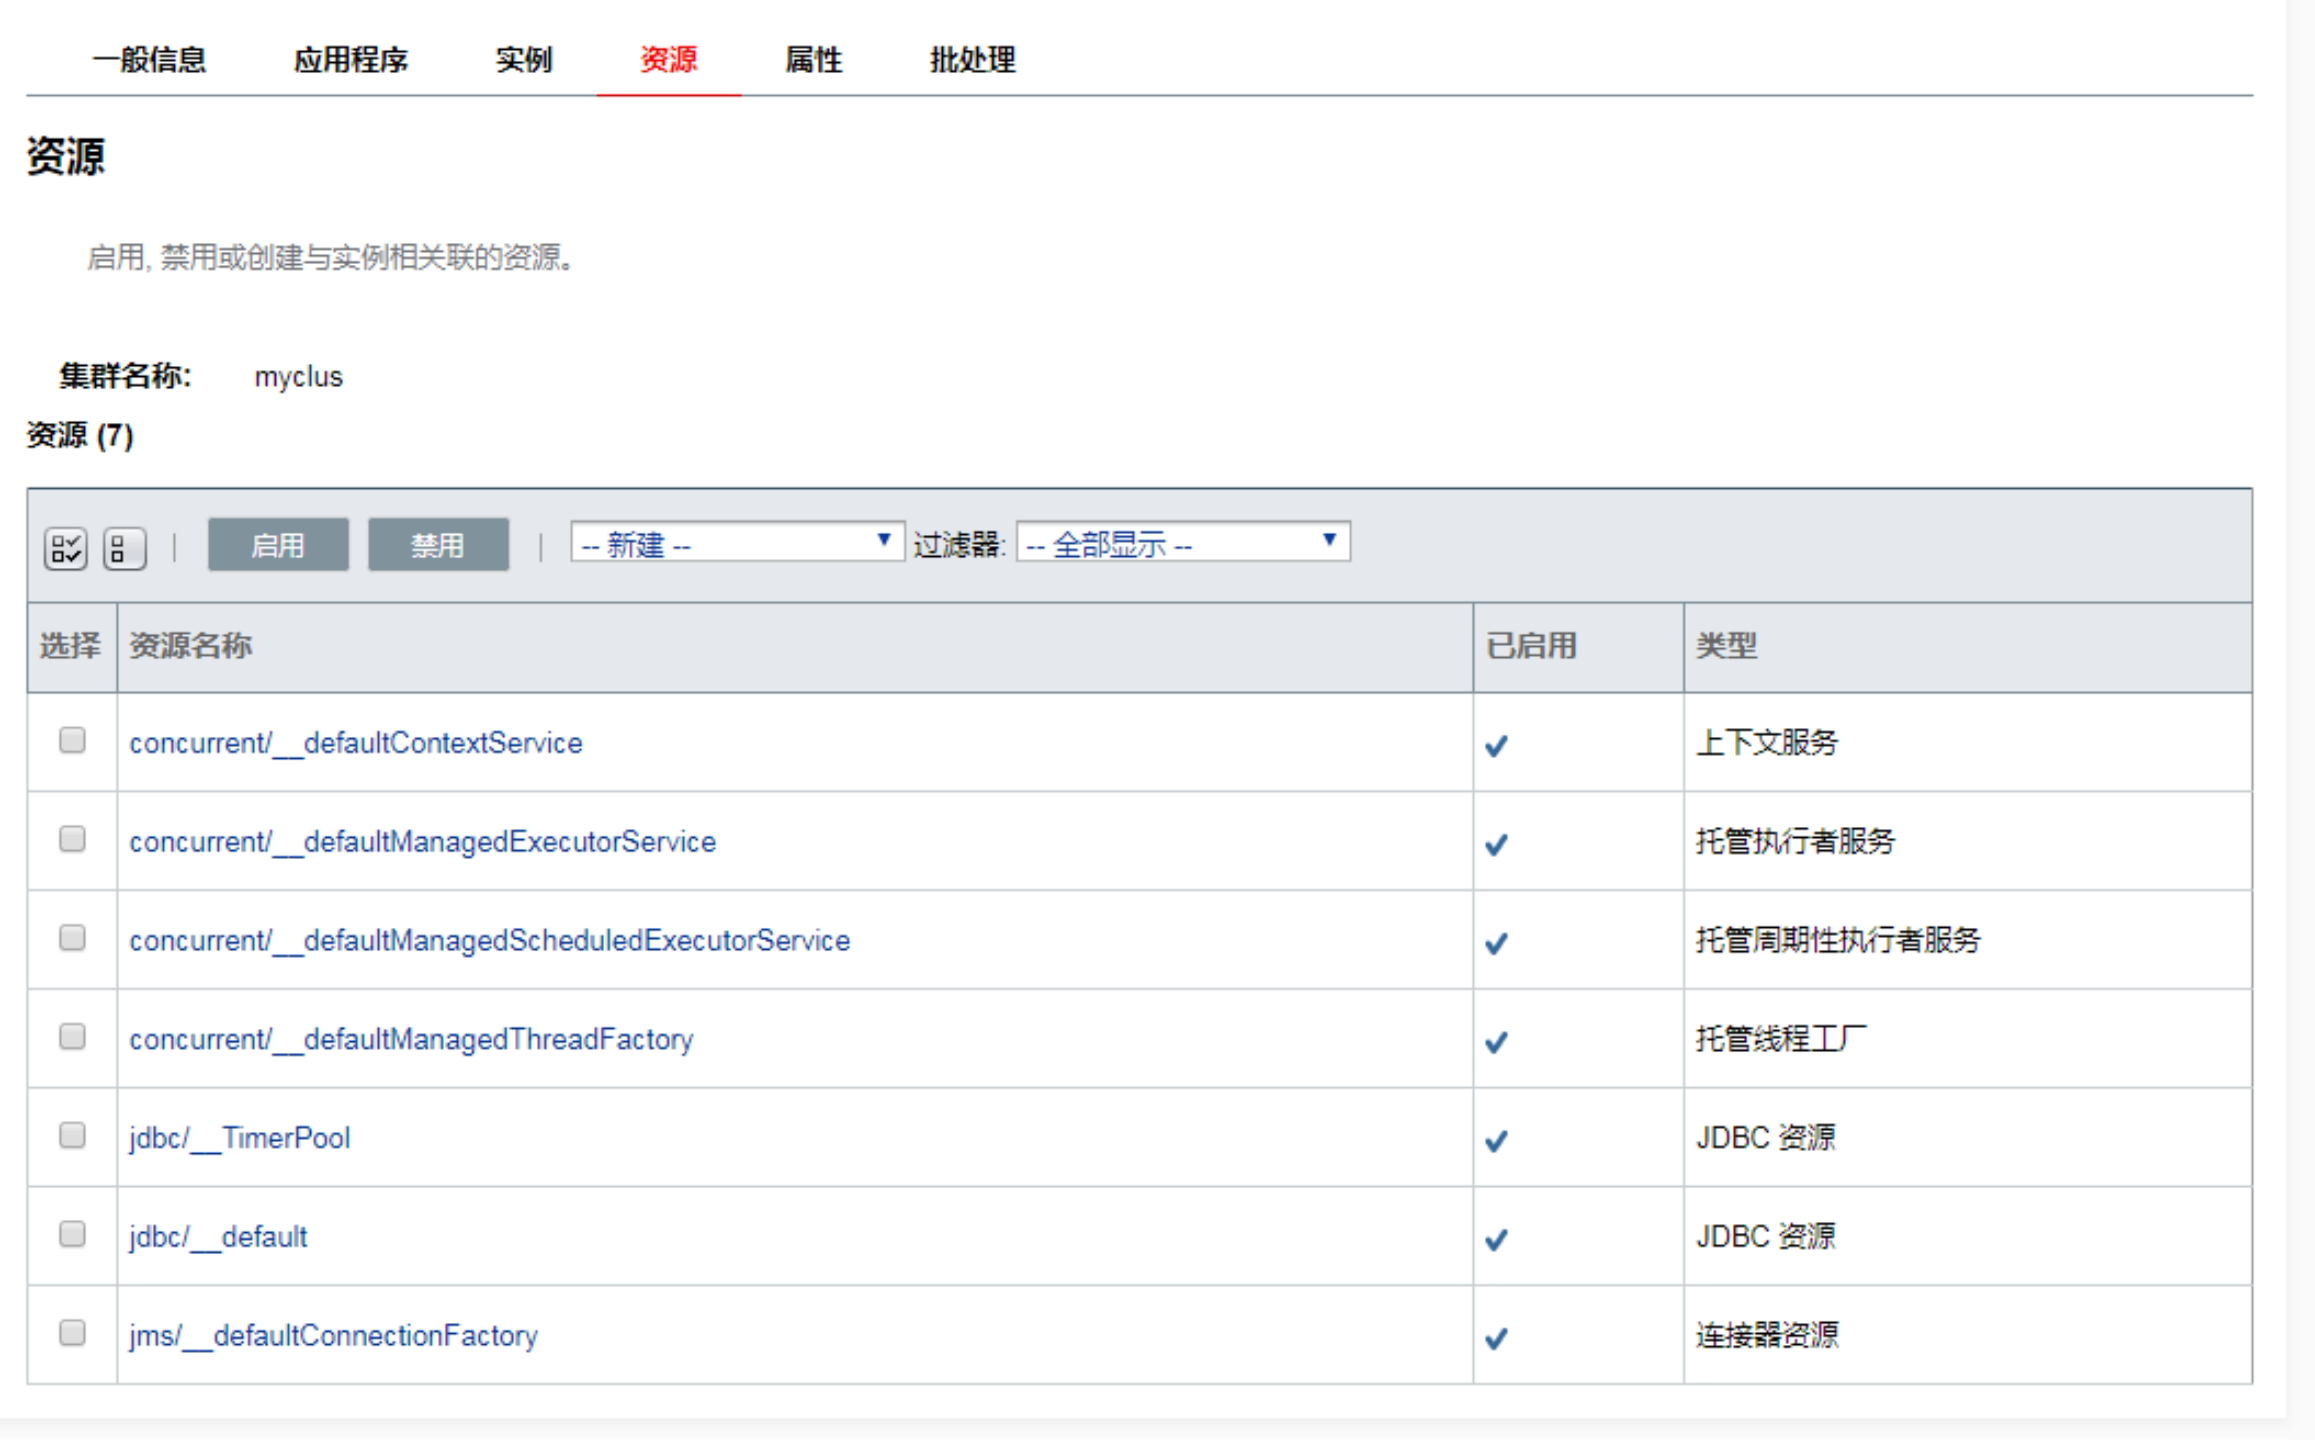 一般信息 应用程序 实例 资源 属性 批处理
资源
启用, 禁用或创建与实例相关联的资源。
集群名称: myclus
资源 (7)
启用 禁用 -- 新建 -- 过滤器: -- 全部显示 --
选择 资源名称 已启用 类型
concurrent/__defaultContextService 上下文服务
concurrent/__defaultManagedExecutorService 托管执行者服务
concurrent/__defaultManagedScheduledExecutorService 托管周期性执行者服务
concurrent/__defaultManagedThreadFactory 托管线程工厂
jdbc/__TimerPool JDBC 资源
jdbc/__default JDBC 资源
jms/__defaultConnectionFactory 连接器资源